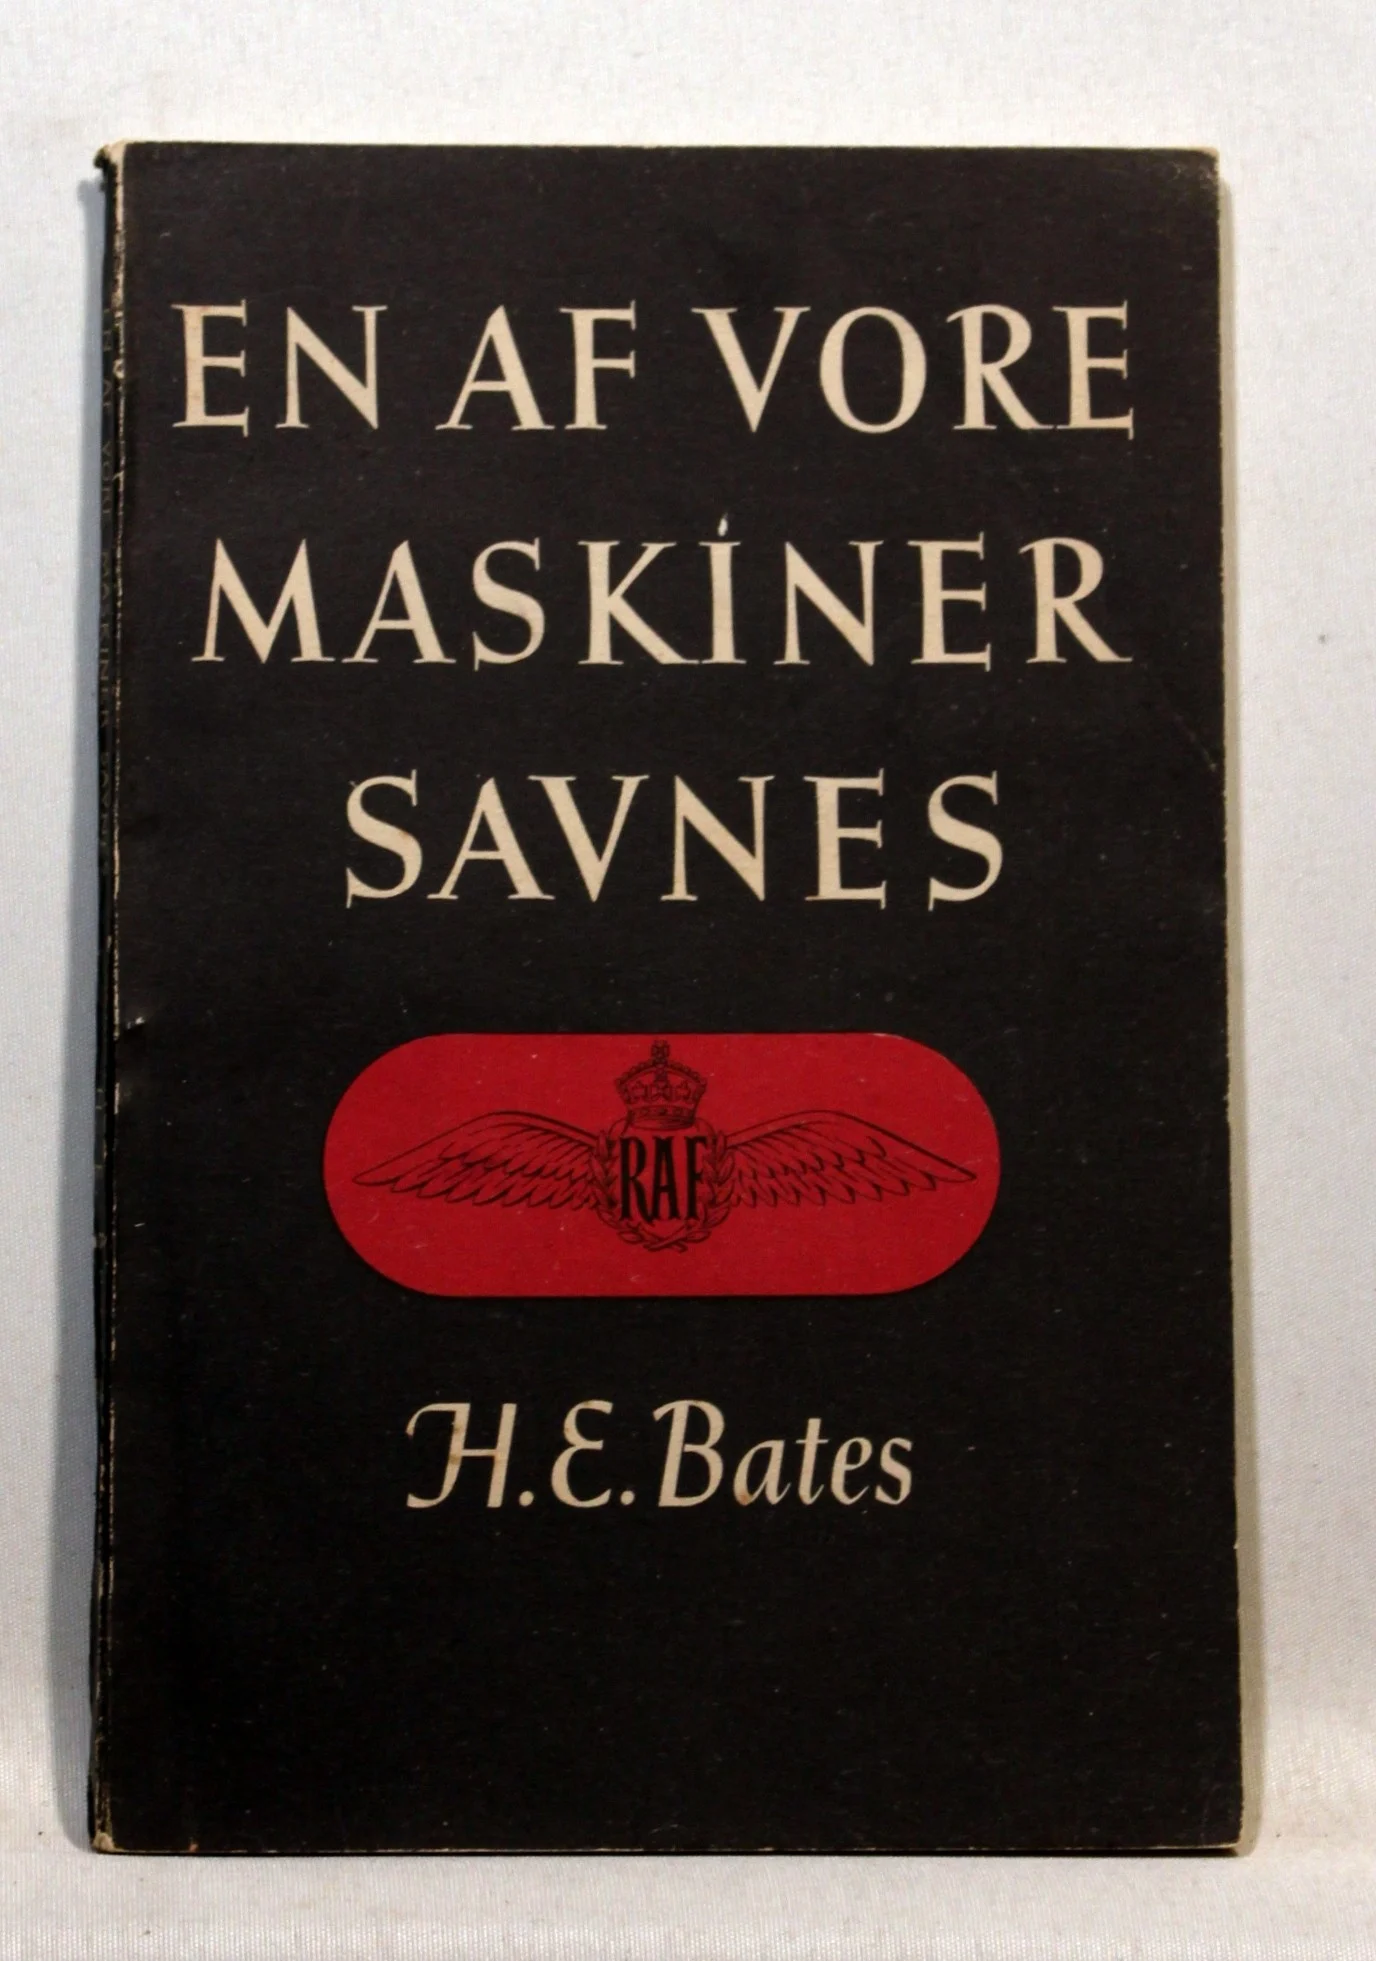 EN AF VORE
MASKINER
SAVNES
RAF
H.E.Bates